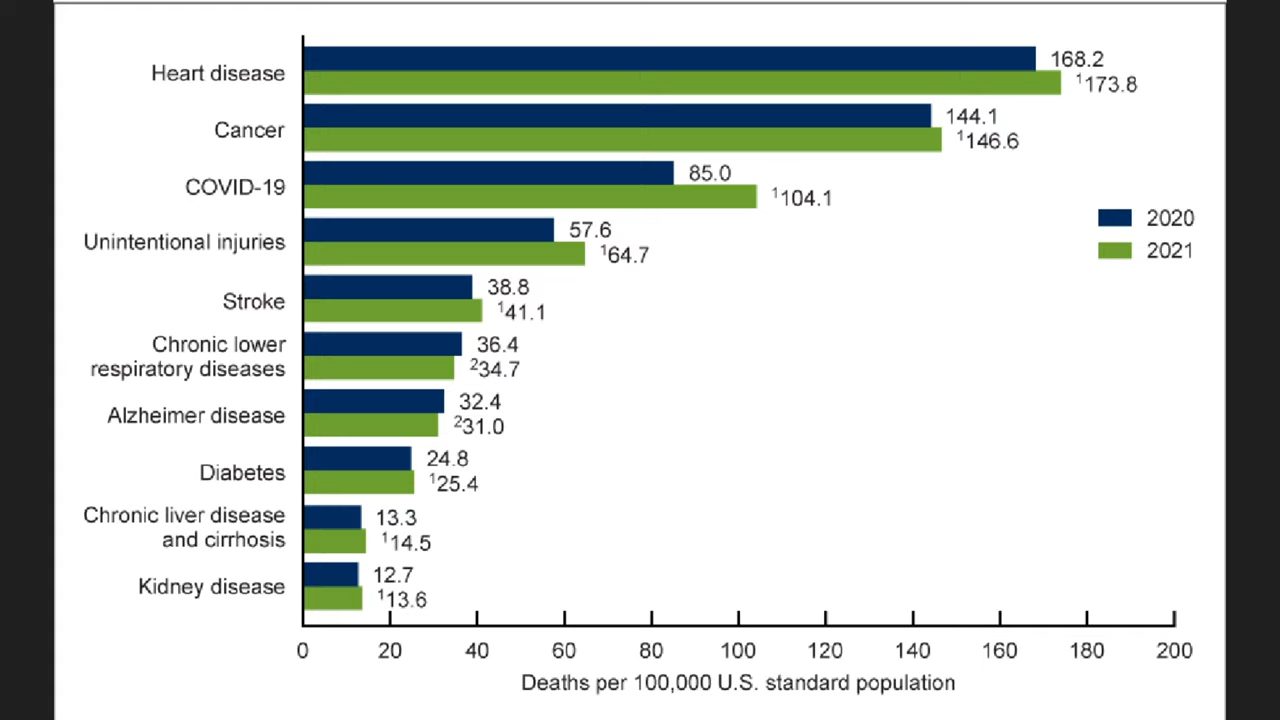 Heart disease
168.2
¹173.8
Cancer
144.1
¹146.6
COVID-19
85.0
¹104.1
Unintentional injuries
57.6
¹64.7
Stroke
38.8
¹41.1
Chronic lower
respiratory diseases
36.4
²34.7
Alzheimer disease
32.4
²31.0
Diabetes
24.8
¹25.4
Chronic liver disease
and cirrhosis
13.3
¹14.5
Kidney disease
12.7
¹13.6
2020
2021
0 20 40 60 80 100 120 140 160 180 200
Deaths per 100,000 U.S. standard population